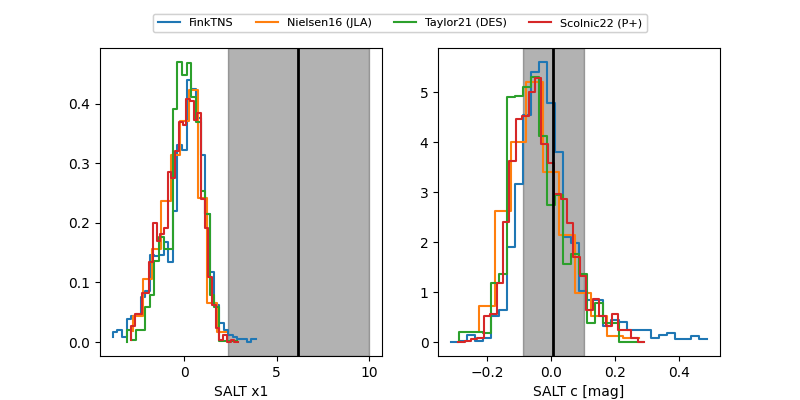 FinkTNS Nielsen16 (JLA) Taylor21 (DES) Scolnic22 (P+)
0.4
0.3
0.2
0.1
0.0
0 5 10
SALT x1
5
4
3
2
1
0
−0.2 0.0 0.2 0.4
SALT c [mag]